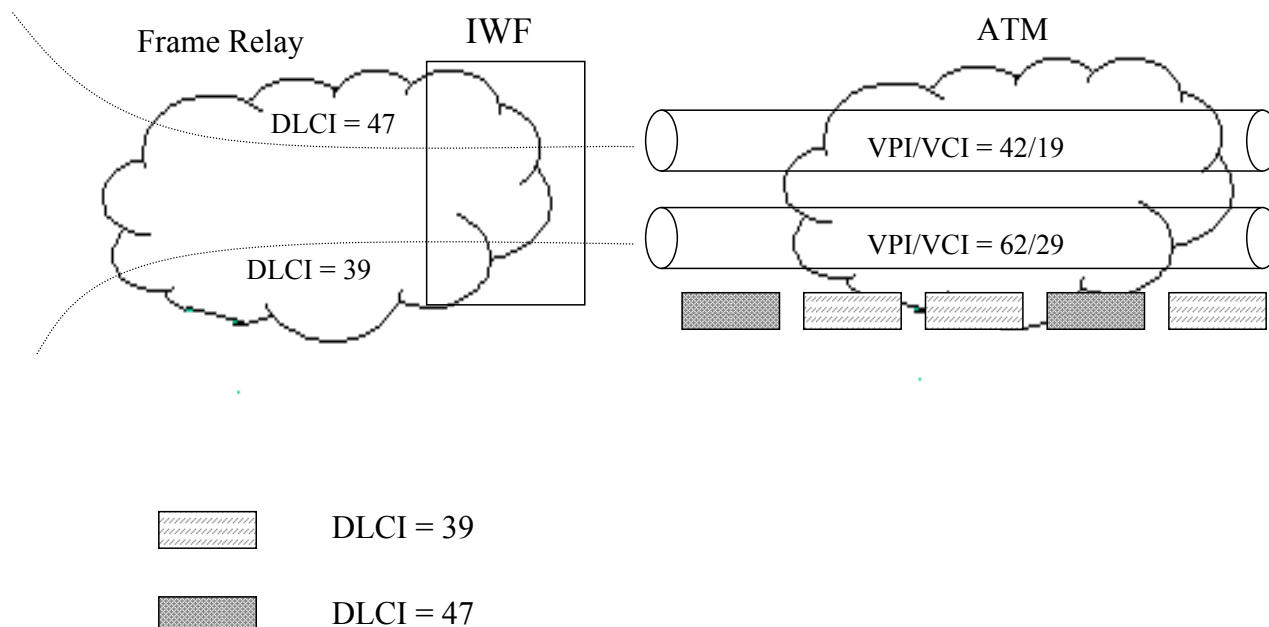 Frame Relay
IWF
ATM
DLCI = 47
VPI/VCI = 42/19
DLCI = 39
VPI/VCI = 62/29
DLCI = 39
DLCI = 47